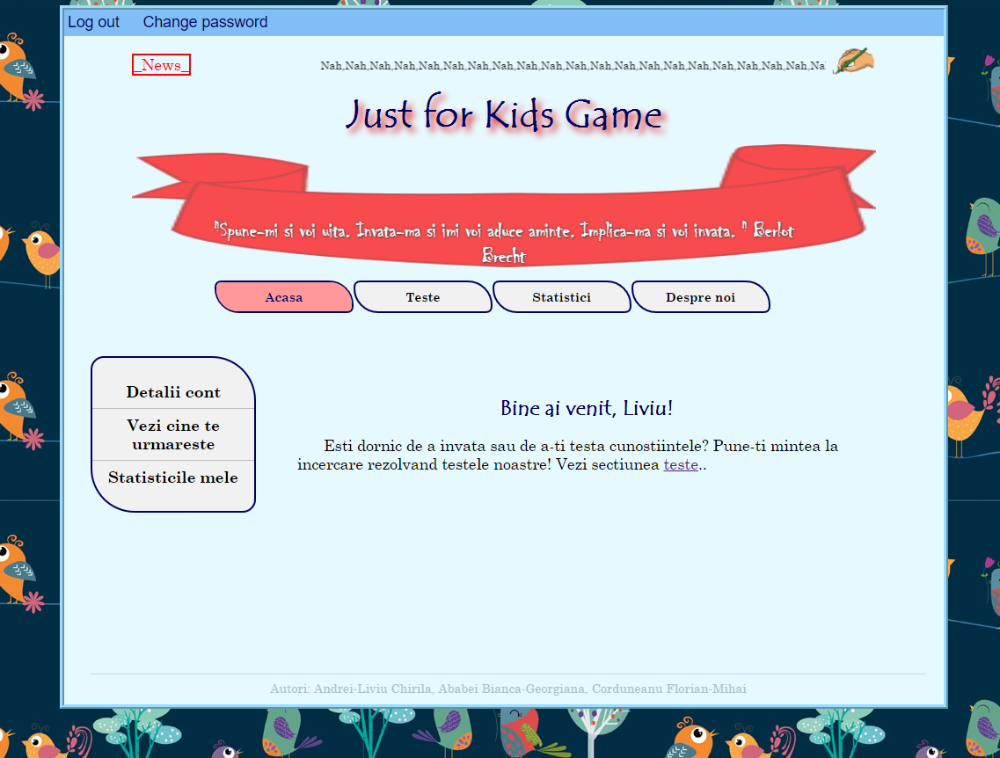 Log out Change password
_News_ Nah,Nah,Nah,Nah,Nah,Nah,Nah,Nah,Nah,Nah,Nah,Nah,Nah,Nah,Nah,Nah,Nah,Nah,Nah,Nah,Na
Just for Kids Game
"Spune-mi si voi uita. Invata-ma si imi voi aduce aminte. Implica-ma si voi invata. " Berlot
Brecht
Acasa Teste Statistici Despre noi
Detalii cont
Vezi cine te
urmareste
Statisticile mele
Bine ai venit, Liviu!
Esti dornic de a invata sau de a-ti testa cunostiintele? Pune-ti mintea la
incercare rezolvand testele noastre! Vezi sectiunea teste..
Autori: Andrei-Liviu Chirila, Ababei Bianca-Georgiana, Corduneanu Florian-Mihai